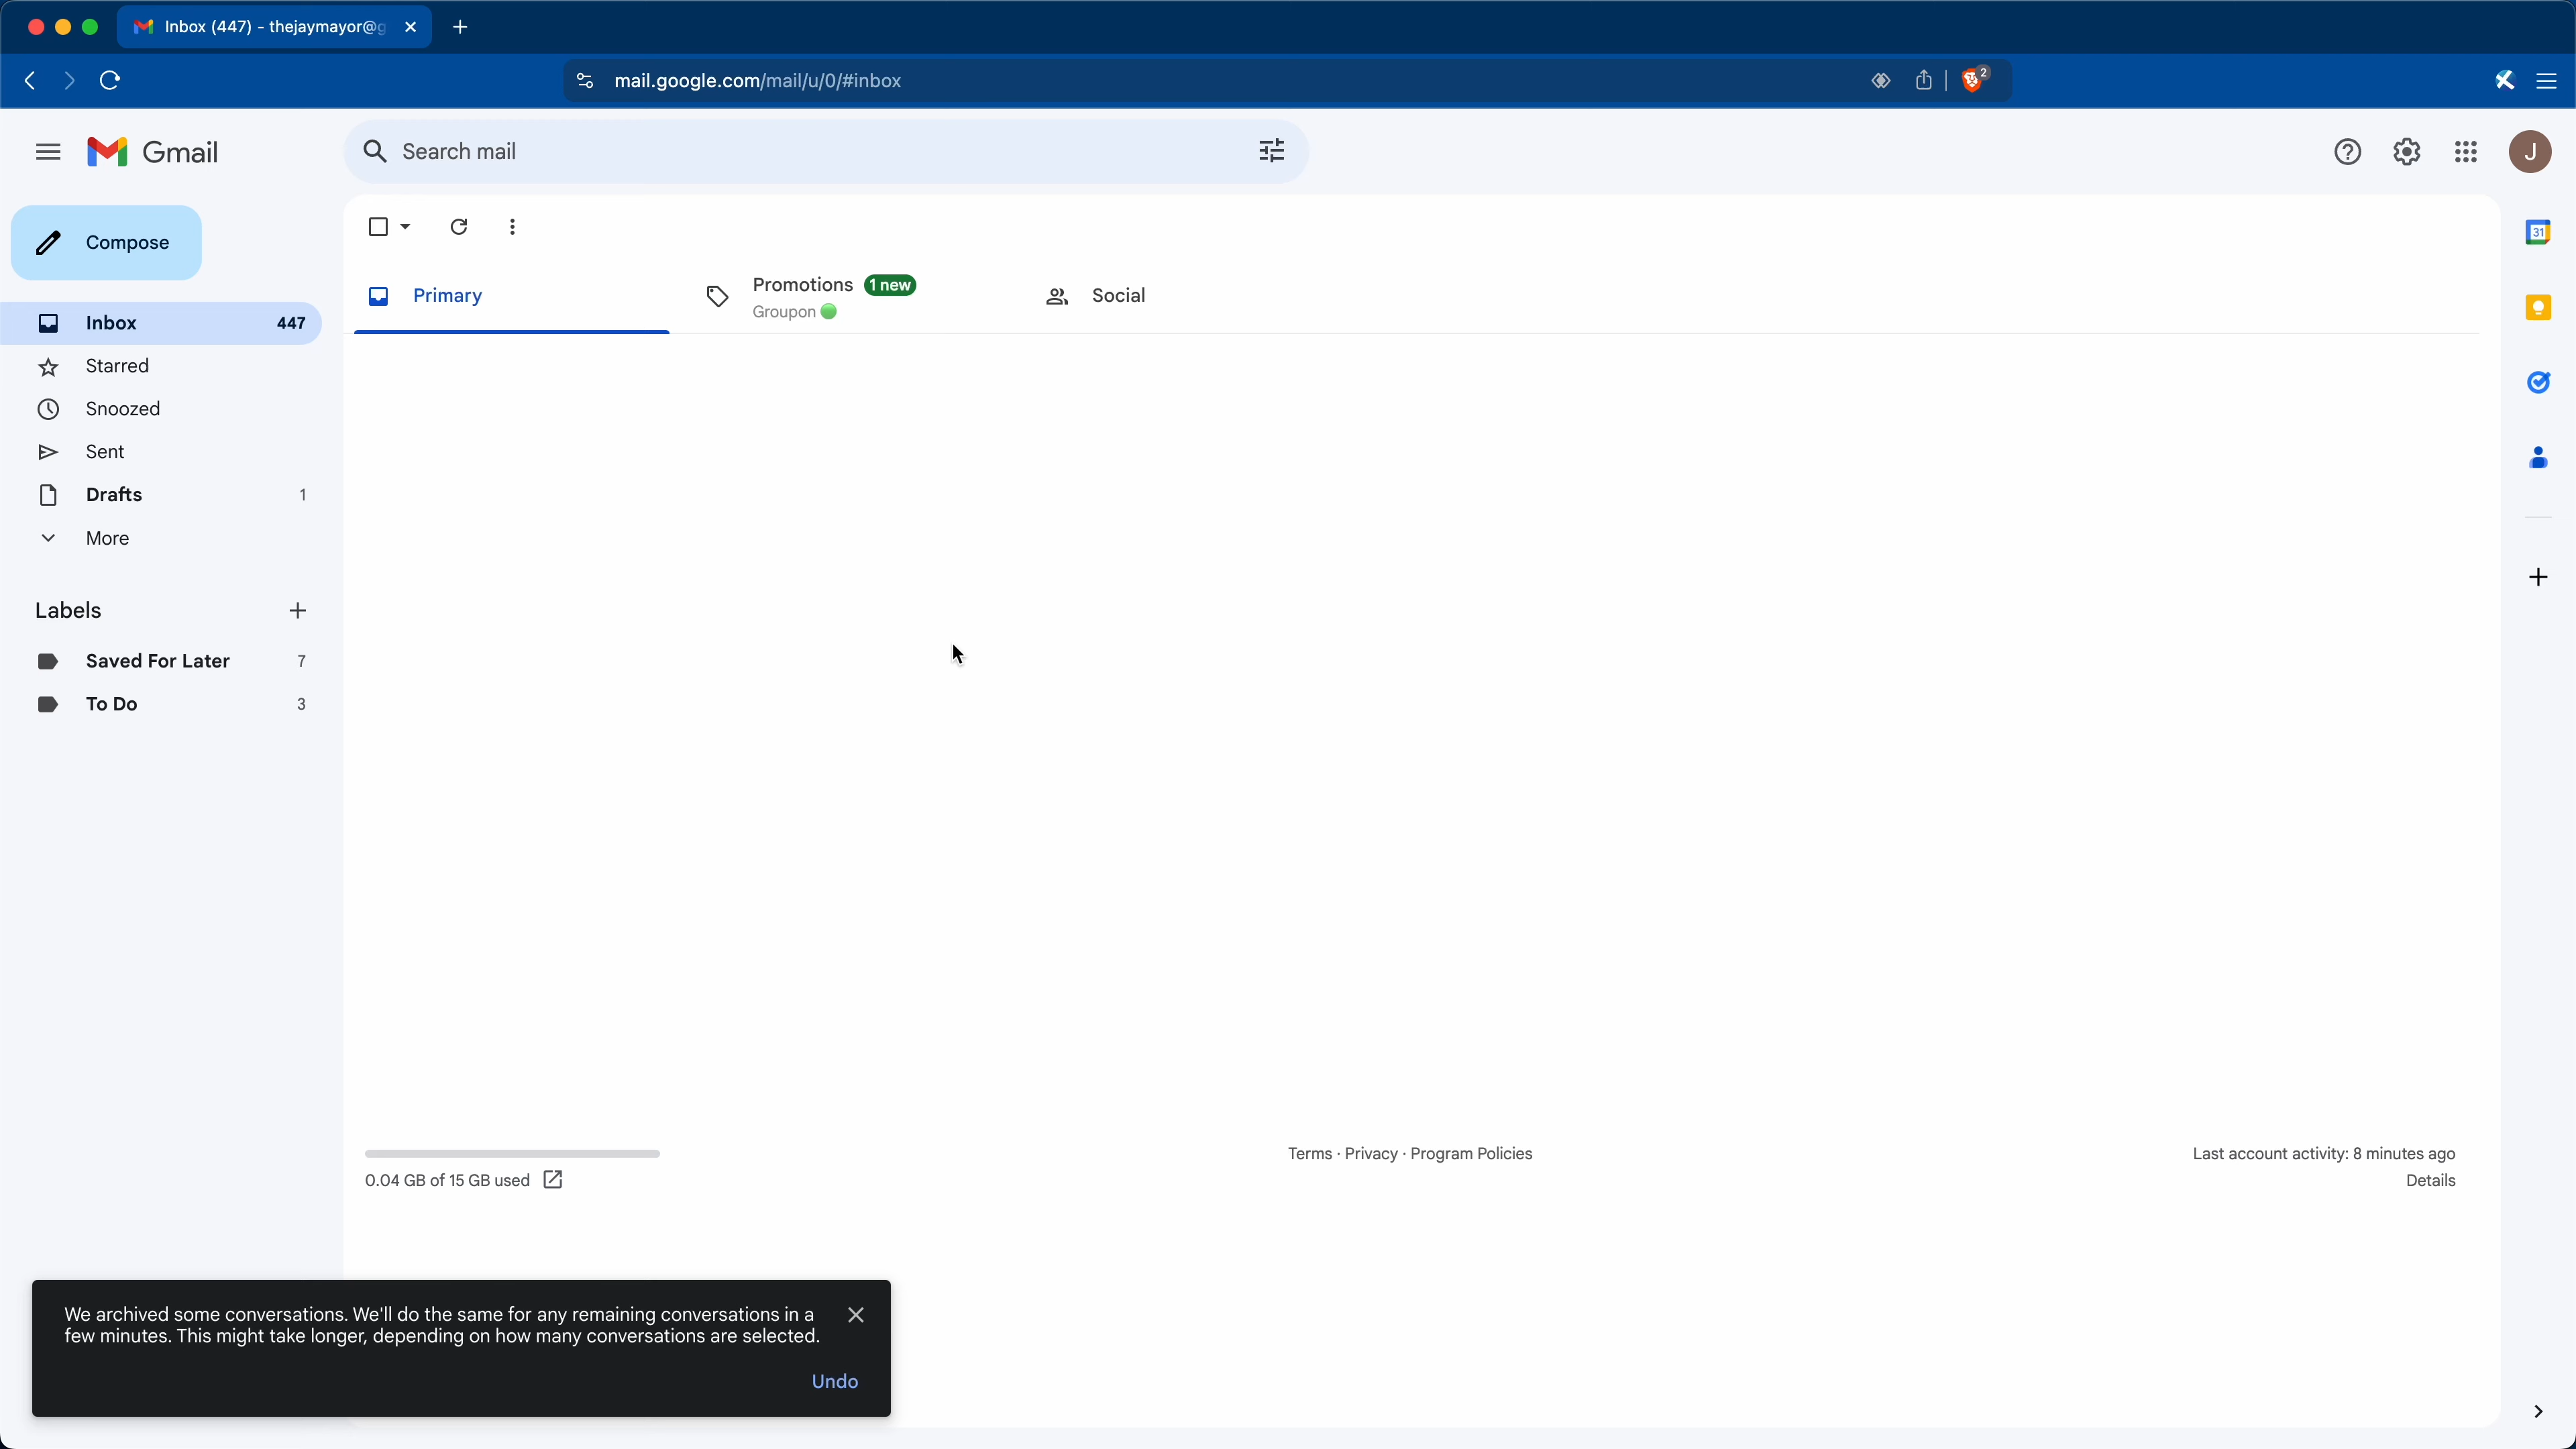 Inbox (447) - thejaymayor@g
mail.google.com/mail/u/0/#inbox
2
Gmail
Search mail
J
Compose
Inbox 447
Starred
Snoozed
Sent
Drafts 1
More
Labels
Saved For Later 7
To Do 3
Primary
Promotions 1 new
Groupon
Social
31
0.04 GB of 15 GB used
Terms · Privacy · Program Policies
Last account activity: 8 minutes ago
Details
We archived some conversations. We'll do the same for any remaining conversations in a
few minutes. This might take longer, depending on how many conversations are selected.
Undo